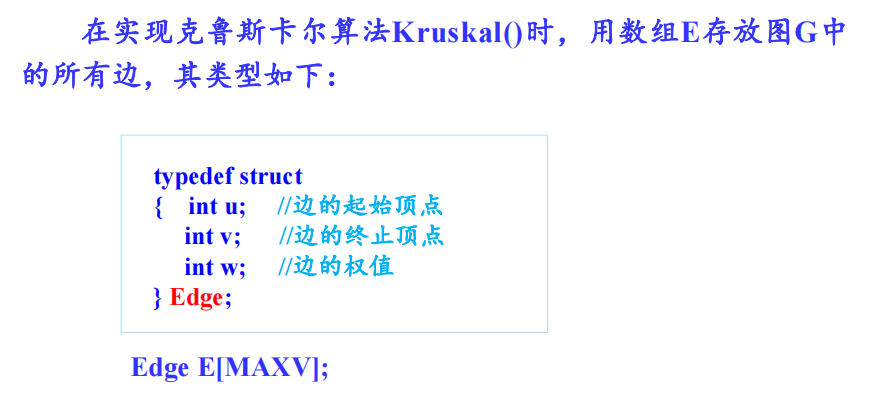 在实现克鲁斯卡尔算法Kruskal()时，用数组E存放图G中
的所有边，其类型如下：
typedef struct
{ int u; //边的起始顶点
int v; //边的终止顶点
int w; //边的权值
} Edge;
Edge E[MAXV];